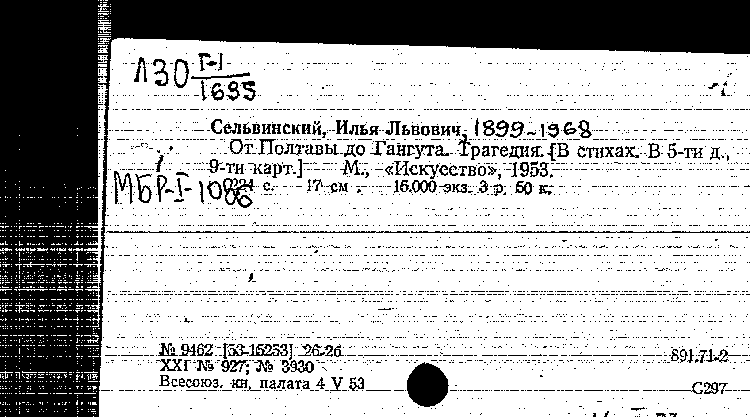 Л30 Г-I
1695
Сельвинский, Илья Львович, 1899-1968
От Полтавы до Гангута. Трагедия. [В стихах. В 5-ти д.,
9-ти карт.] М., «Искусство», 1953.
МБР-I-1086
224 с. 17 см. 15.000 экз. 3 р. 50 к.
№ 9462 [53-15253] 26-26
XXI № 927; № 3930
891.71-2
Всесоюз. кн. палата 4 V 53
С297